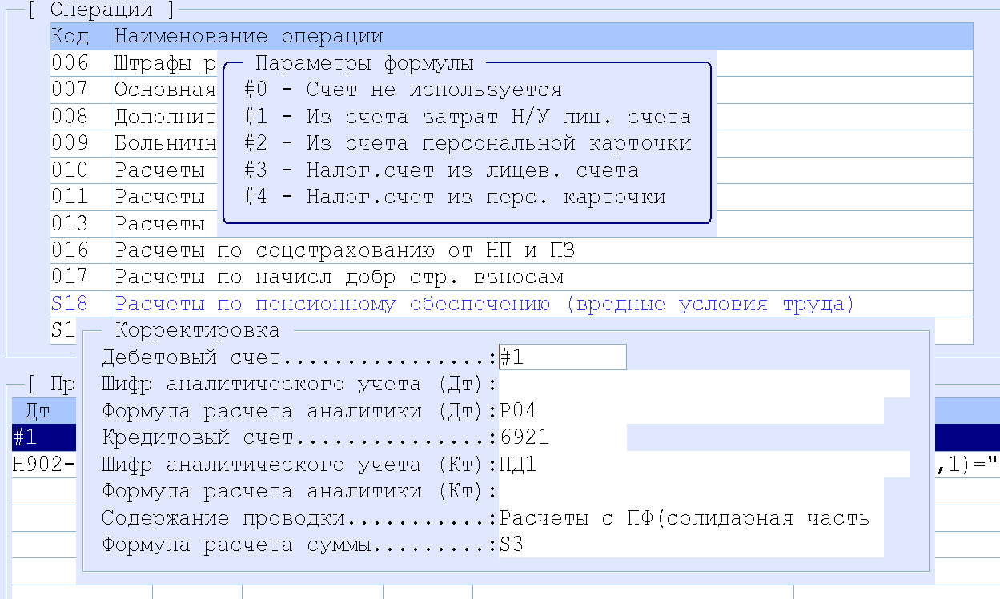 [ Операции ]
Код Наименование операции
006 Штрафы р
007 Основная
008 Дополнит
009 Больничн
010 Расчеты
011 Расчеты
013 Расчеты
Параметры формулы
#0 - Счет не используется
#1 - Из счета затрат Н/У лиц. счета
#2 - Из счета персональной карточки
#3 - Налог.счет из лицев. счета
#4 - Налог.счет из перс. карточки
016 Расчеты по соцстрахованию от НП и ПЗ
017 Расчеты по начисл добр стр. взносам
S18 Расчеты по пенсионному обеспечению (вредные условия труда)
S1
Корректировка
Дебетовый счет................:#1
Шифр аналитического учета (Дт):
Формула расчета аналитики (Дт):Р04
Кредитовый счет...............:6921
Шифр аналитического учета (Кт):ПД1
Формула расчета аналитики (Кт):
Содержание проводки...........:Расчеты с ПФ(солидарная часть
Формула расчета суммы.........:S3
[ Пр
Дт
#1
Н902-
,1)="